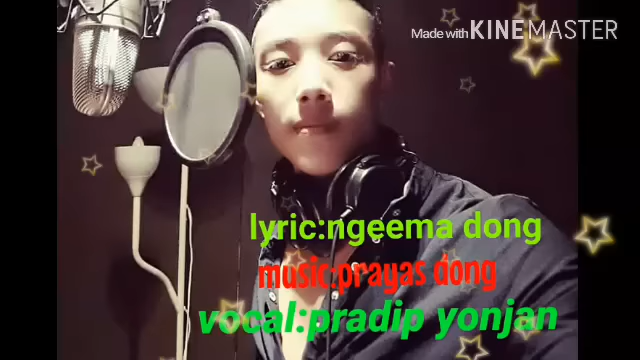 Made with KINEMASTER
lyric:ngeema dong
music:prayas dong
vocal:pradip yonjan